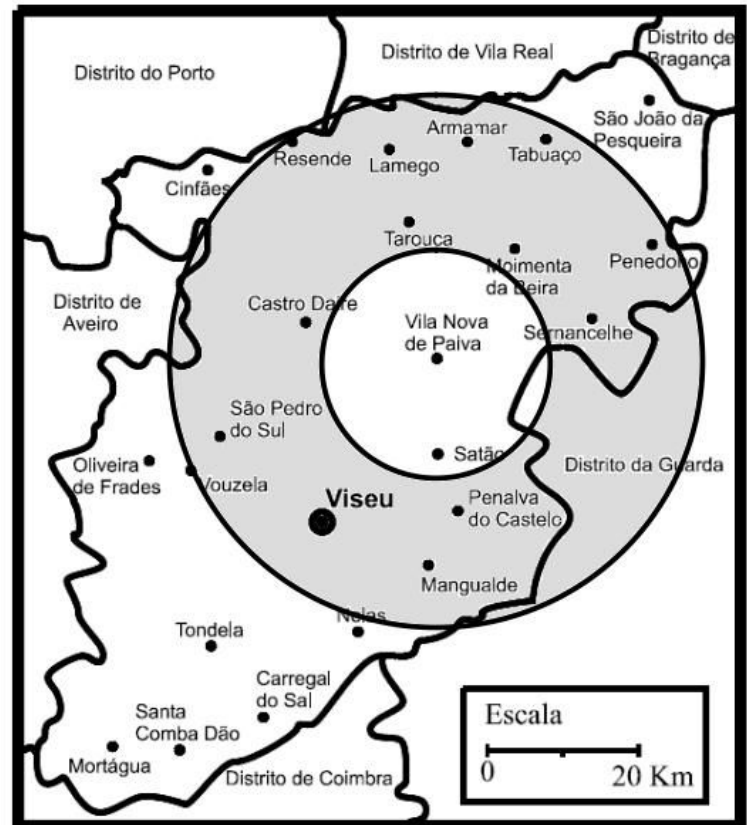 Distrito do Porto
Distrito de Vila Real
Distrito de
Bragança
São João da
Pesqueira
Armamar
Tabuaço
Resende
Lamego
Cinfães
Tarouca
Moimenta
da Beira
Penedono
Distrito de
Aveiro
Castro Daire
Vila Nova
de Paiva
Sernancelhe
São Pedro
do Sul
Oliveira
de Frades
Vouzela
Satão
Distrito da Guarda
Viseu
Penalva
do Castelo
Mangualde
Nelas
Tondela
Carregal
do Sal
Santa
Comba Dão
Mortágua
Distrito de Coimbra
Escala
0 20 Km